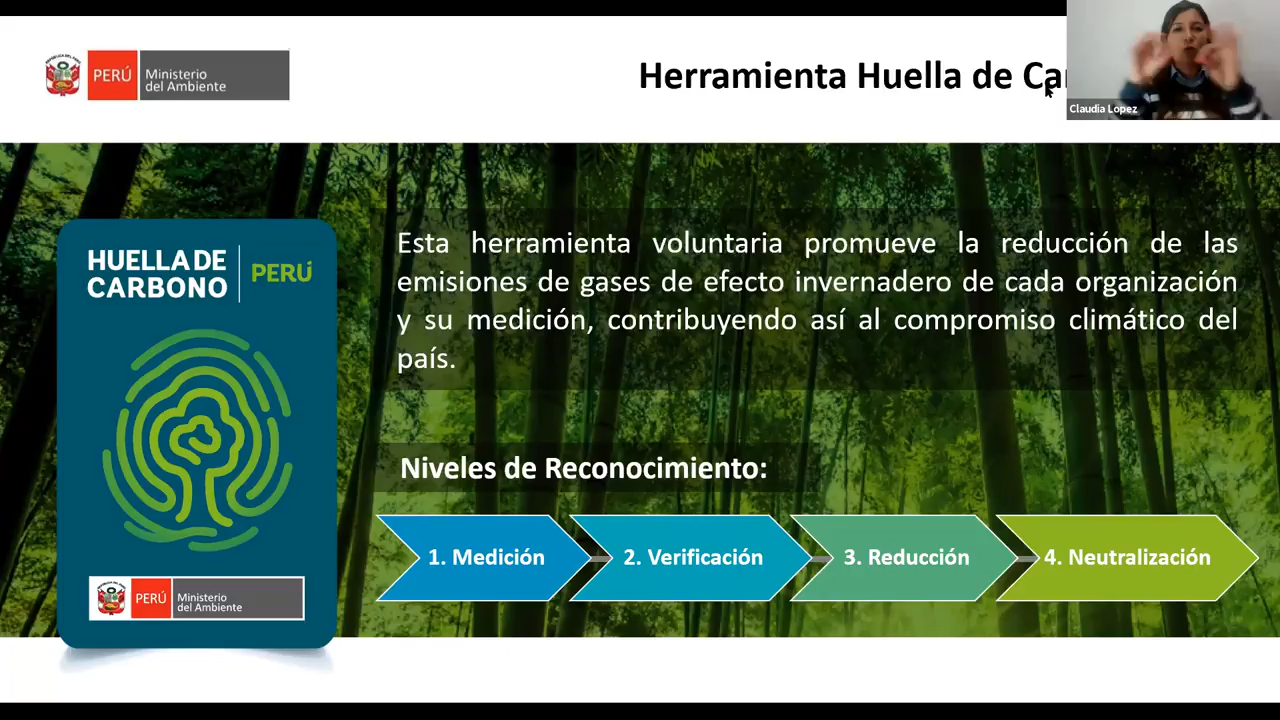 PERÚ
Ministerio
del Ambiente
Herramienta Huella de Ca
Claudia Lopez
HUELLA DE
CARBONO
PERÚ
Esta herramienta voluntaria promueve la reducción de las
emisiones de gases de efecto invernadero de cada organización
y su medición, contribuyendo así al compromiso climático del
país.
Niveles de Reconocimiento:
1. Medición
2. Verificación
3. Reducción
4. Neutralización
PERÚ
Ministerio
del Ambiente